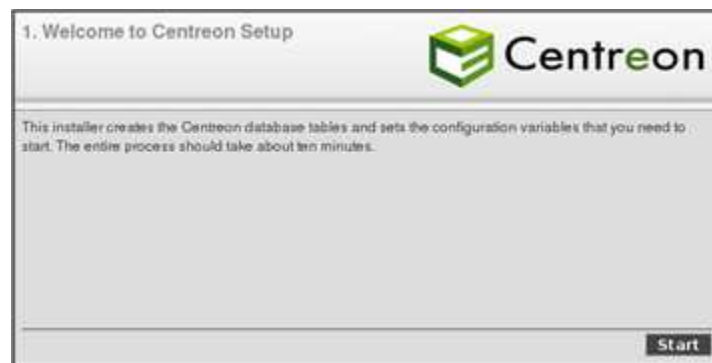 1. Welcome to Centreon Setup
Centreon
This installer creates the Centreon database tables and sets the configuration variables that you need to
start. The entire process should take about ten minutes.
Start